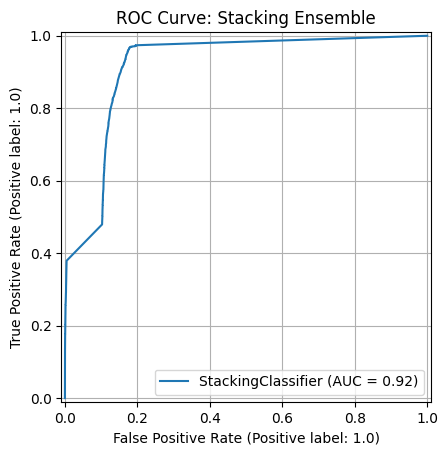 ROC Curve: Stacking Ensemble
1.0
0.8
0.6
0.4
0.2
0.0
True Positive Rate (Positive label: 1.0)
StackingClassifier (AUC = 0.92)
0.0 0.2 0.4 0.6 0.8 1.0
False Positive Rate (Positive label: 1.0)